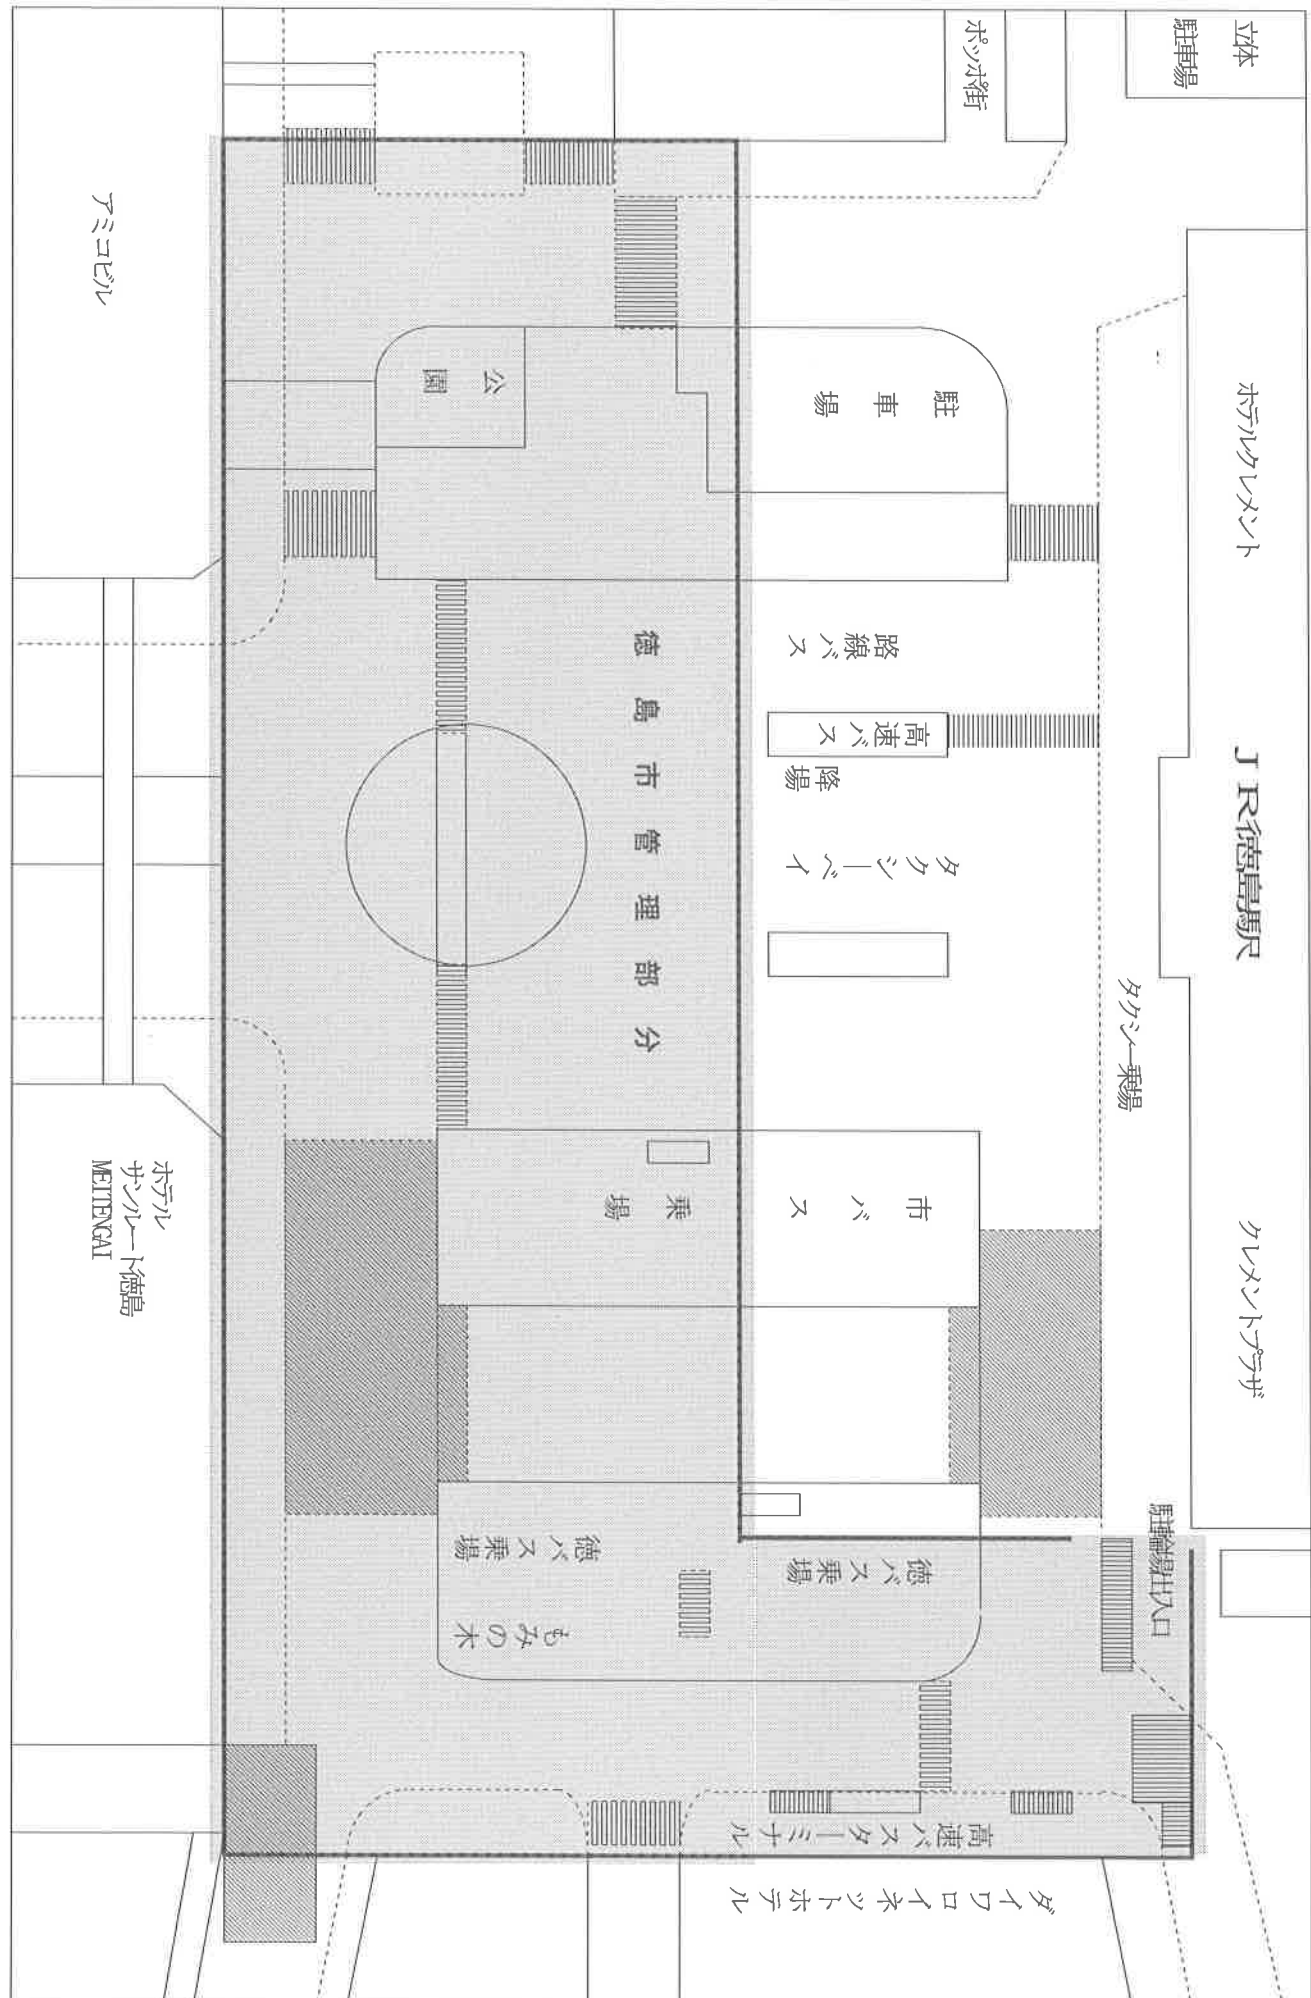 立体
駐車場
ポッポ街
ホテルクレメント
JR徳島駅
クレメントプラザ
タクシー乗場
駐輪場出入口
駐車場
路線バス
高速バス
降場
タクシーベイ
市バス
乗場
徳バス乗場
徳バス乗場
もみの木
高速バスターミナル
ダイワロイネットホテル
公園
徳島市管理部分
アミコビル
ホテル
サンルート徳島
MEITENGAI